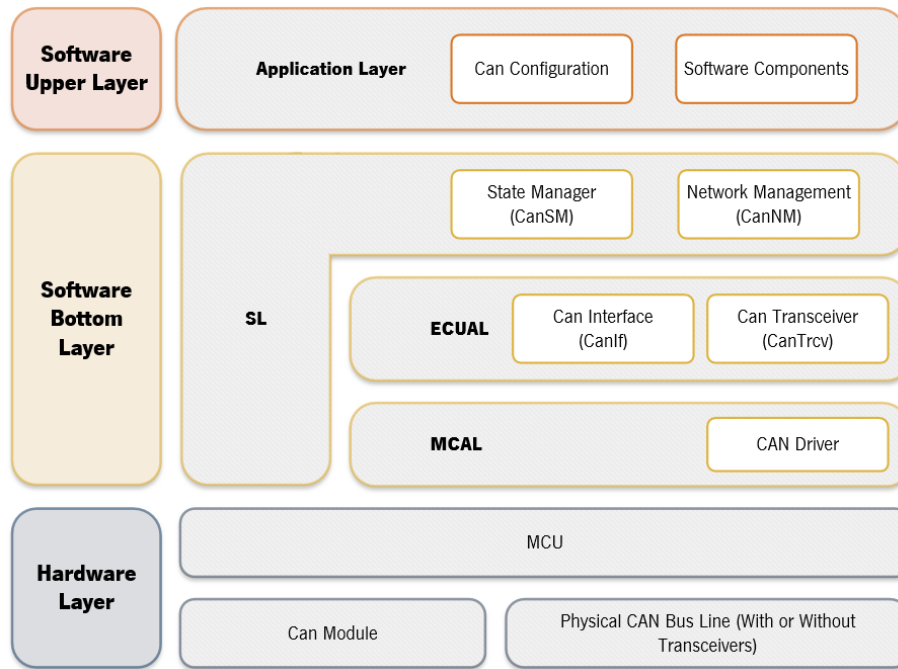 Software
Upper Layer
Application Layer
Can Configuration
Software Components
Software
Bottom
Layer
SL
State Manager
(CanSM)
Network Management
(CanNM)
ECUAL
Can Interface
(CanIf)
Can Transceiver
(CanTrcv)
MCAL
CAN Driver
Hardware
Layer
MCU
Can Module
Physical CAN Bus Line (With or Without
Transceivers)